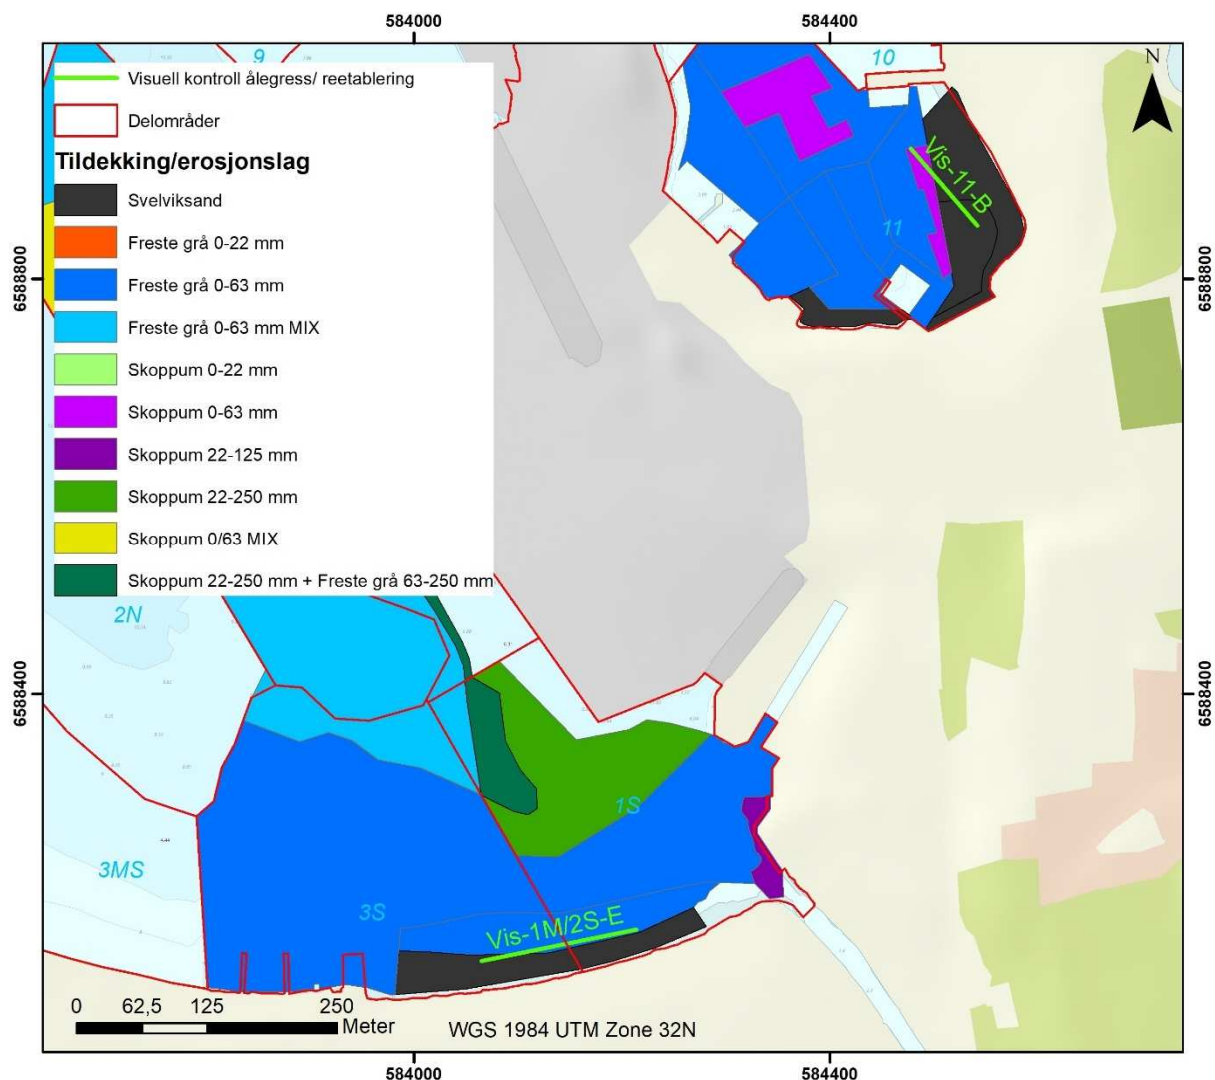 584000
584400
9
10
N
Visuell kontroll ålegress/ reetablering
Delområder
Tildekking/erosjonslag
Svelviksand
Freste grå 0-22 mm
Freste grå 0-63 mm
Freste grå 0-63 mm MIX
Skoppum 0-22 mm
Skoppum 0-63 mm
Skoppum 22-125 mm
Skoppum 22-250 mm
Skoppum 0/63 MIX
Skoppum 22-250 mm + Freste grå 63-250 mm
Vis-11-B
11
6588800
6588800
2N
6588400
6588400
1S
3MS
3S
Vis-1M/2S-E
0
62,5
125
250
Meter
WGS 1984 UTM Zone 32N
584000
584400